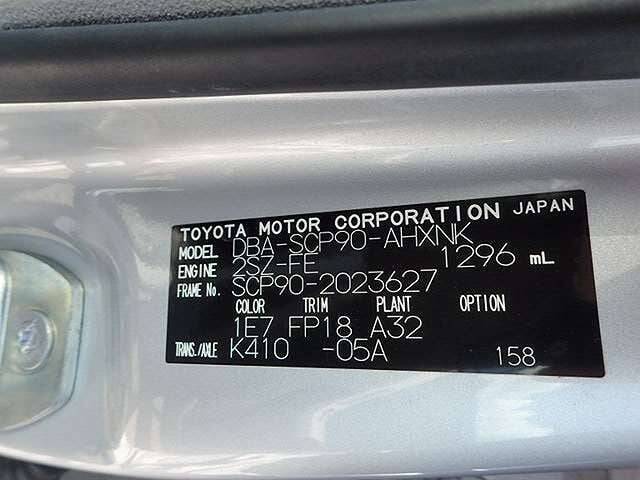 TOYOTA MOTOR CORPORATION JAPAN
MODEL DBA-SCP90-AHXNK
ENGINE 2SZ-FE 1296 mL
FRAME No. SCP90-2023627
COLOR TRIM PLANT OPTION
1E7 FP18 A32
TRANS./AXLE K410 -05A 158